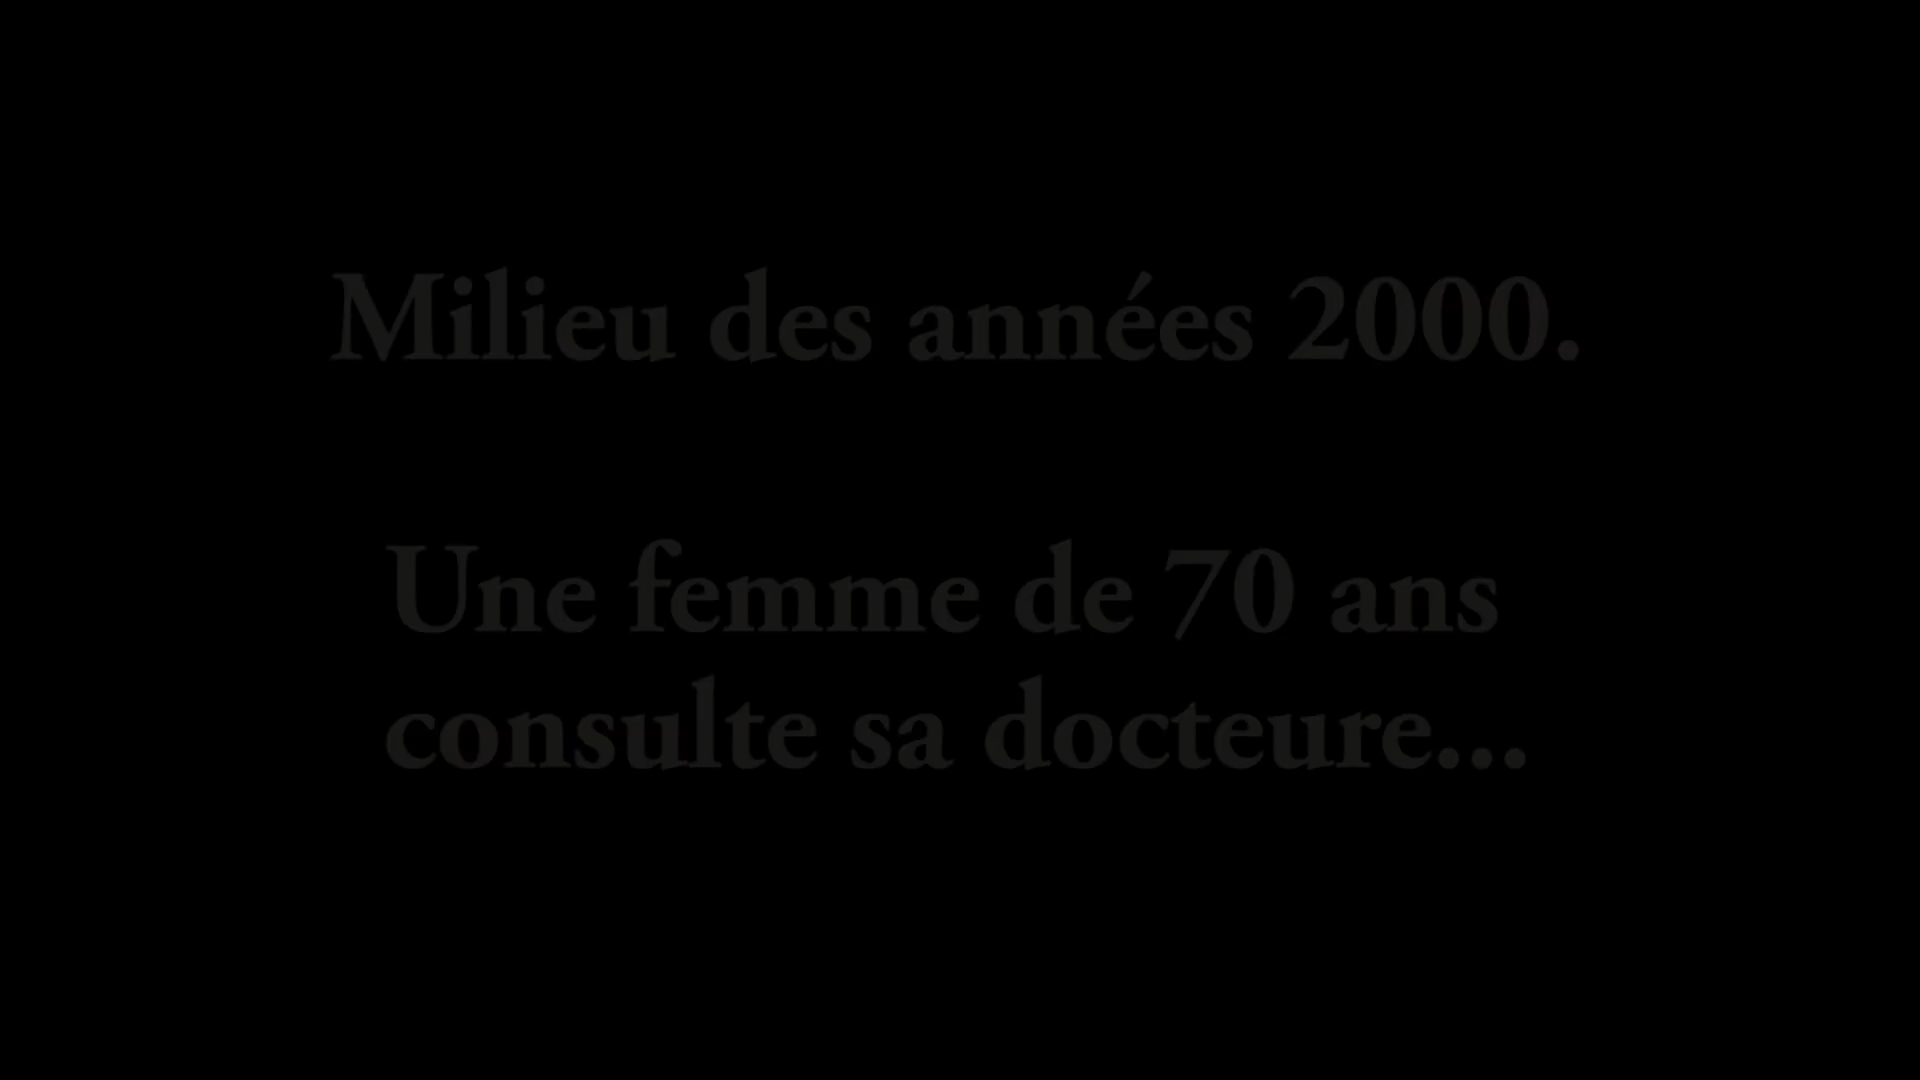 Milieu des années 2000.
Une femme de 70 ans
consulte sa docteure...